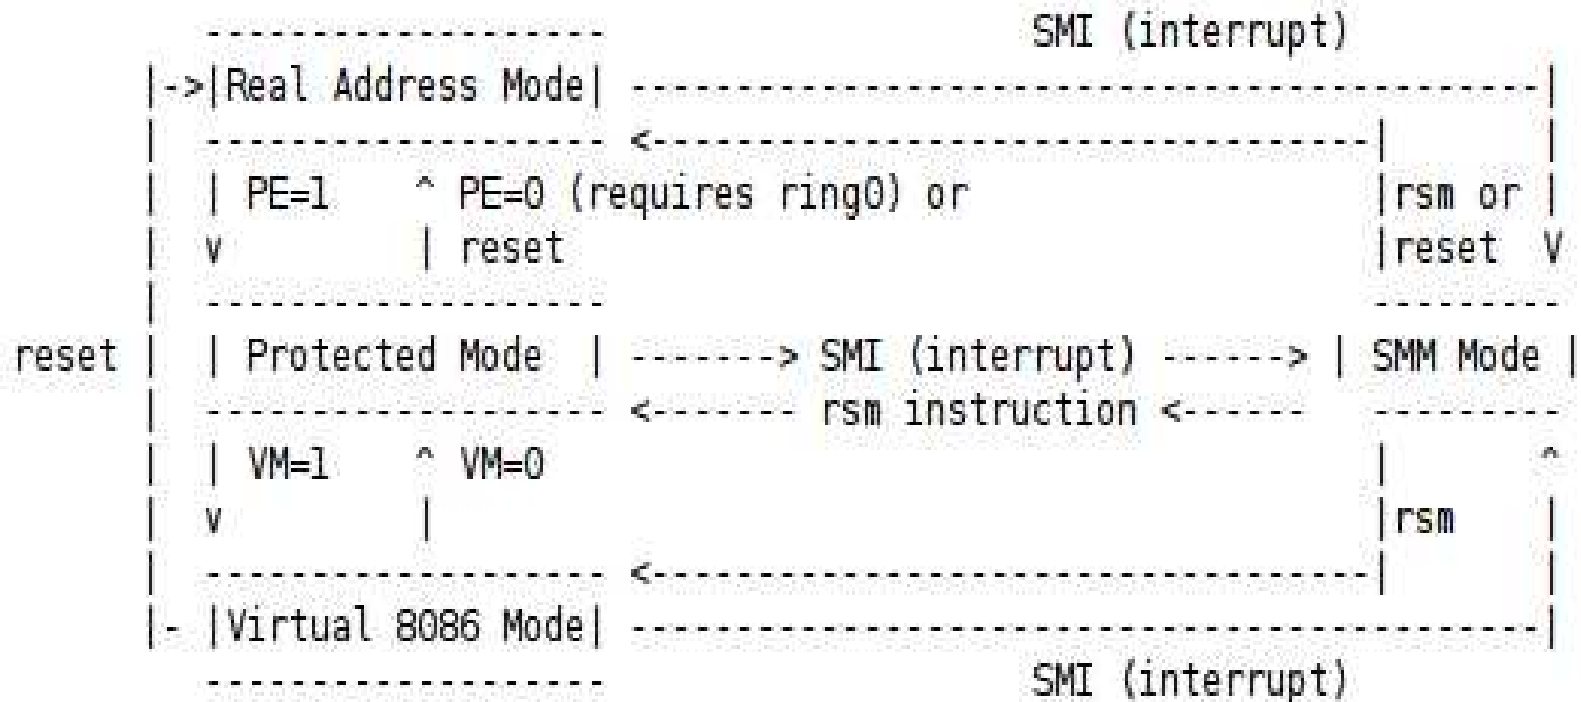 ------------------- SMI (interrupt)
|->|Real Address Mode| --------------------------------------------|
| ------------------- <-----------------------------------| |
| | PE=1 ^ PE=0 (requires ring0) or |rsm or |
| v | reset |reset V
| ------------------- ---------
reset | | Protected Mode | -------> SMI (interrupt) ------> | SMM Mode |
| ------------------- <------- rsm instruction <------ ---------
| | VM=1 ^ VM=0 | ^
| v | |rsm |
| ------------------- <-----------------------------------| |
|- |Virtual 8086 Mode| --------------------------------------------|
------------------- SMI (interrupt)